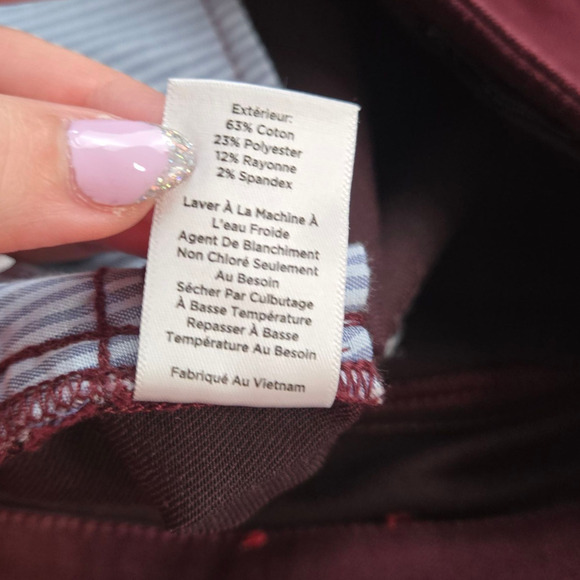 Extérieur:
63% Coton
23% Polyester
12% Rayonne
2% Spandex
Laver À La Machine À
L'eau Froide
Agent De Blanchiment
Non Chloré Seulement
Au Besoin
Sécher Par Culbutage
À Basse Température
Repasser À Basse
Température Au Besoin
Fabriqué Au Vietnam